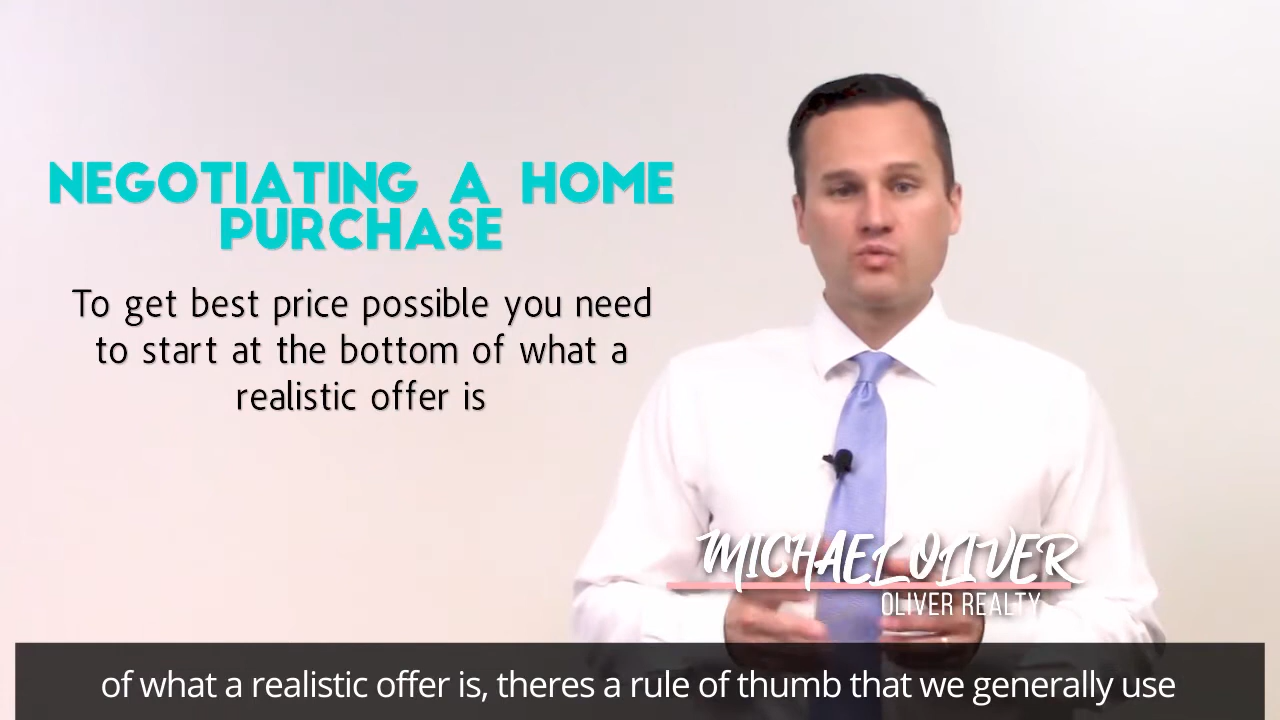 NEGOTIATING A HOME
PURCHASE
To get best price possible you need
to start at the bottom of what a
realistic offer is
MICHAEL OLIVER
OLIVER REALTY
of what a realistic offer is, theres a rule of thumb that we generally use